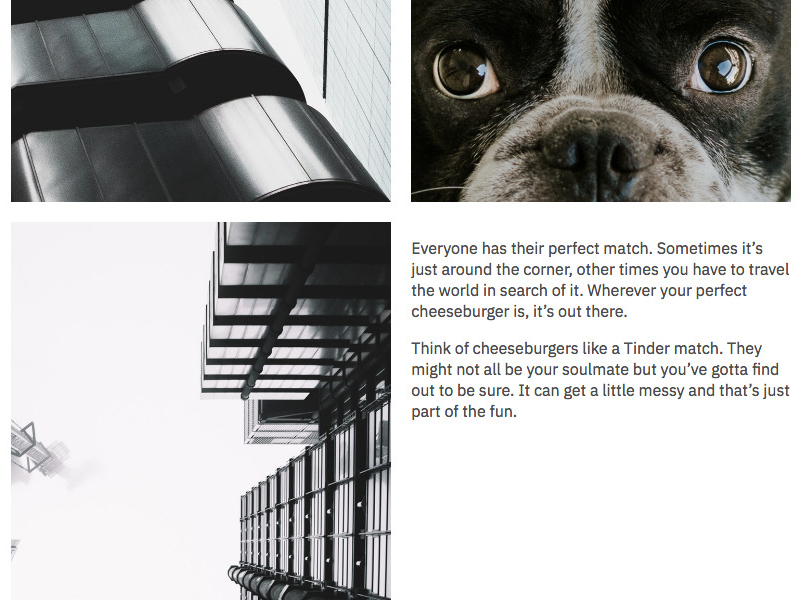 Everyone has their perfect match. Sometimes it’s
just around the corner, other times you have to travel
the world in search of it. Wherever your perfect
cheeseburger is, it’s out there.
Think of cheeseburgers like a Tinder match. They
might not all be your soulmate but you’ve gotta find
out to be sure. It can get a little messy and that’s just
part of the fun.